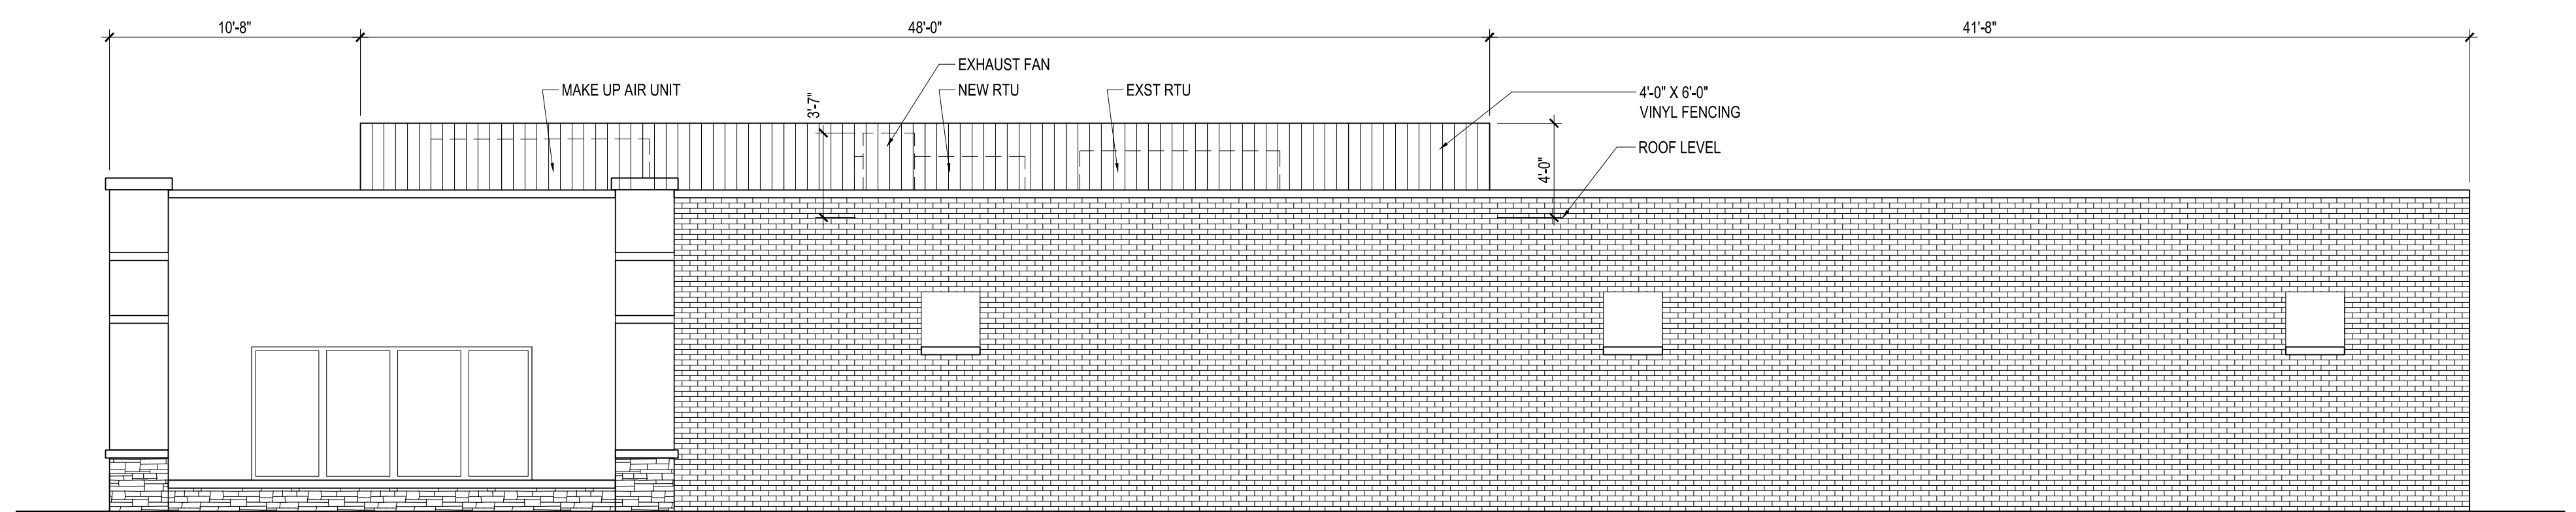 10'-8"
48'-0"
41'-8"
EXHAUST FAN
MAKE UP AIR UNIT
3'-7"
NEW RTU
EXST RTU
4'-0" X 6'-0"
VINYL FENCING
ROOF LEVEL
4'-0"